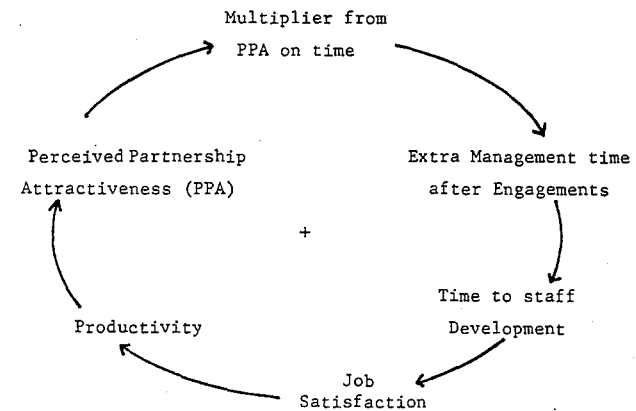 Multiplier from
PPA on time
Perceived Partnership
Attractiveness (PPA)
Extra Management time
after Engagements
+
Time to staff
Development
Productivity
Job
Satisfaction